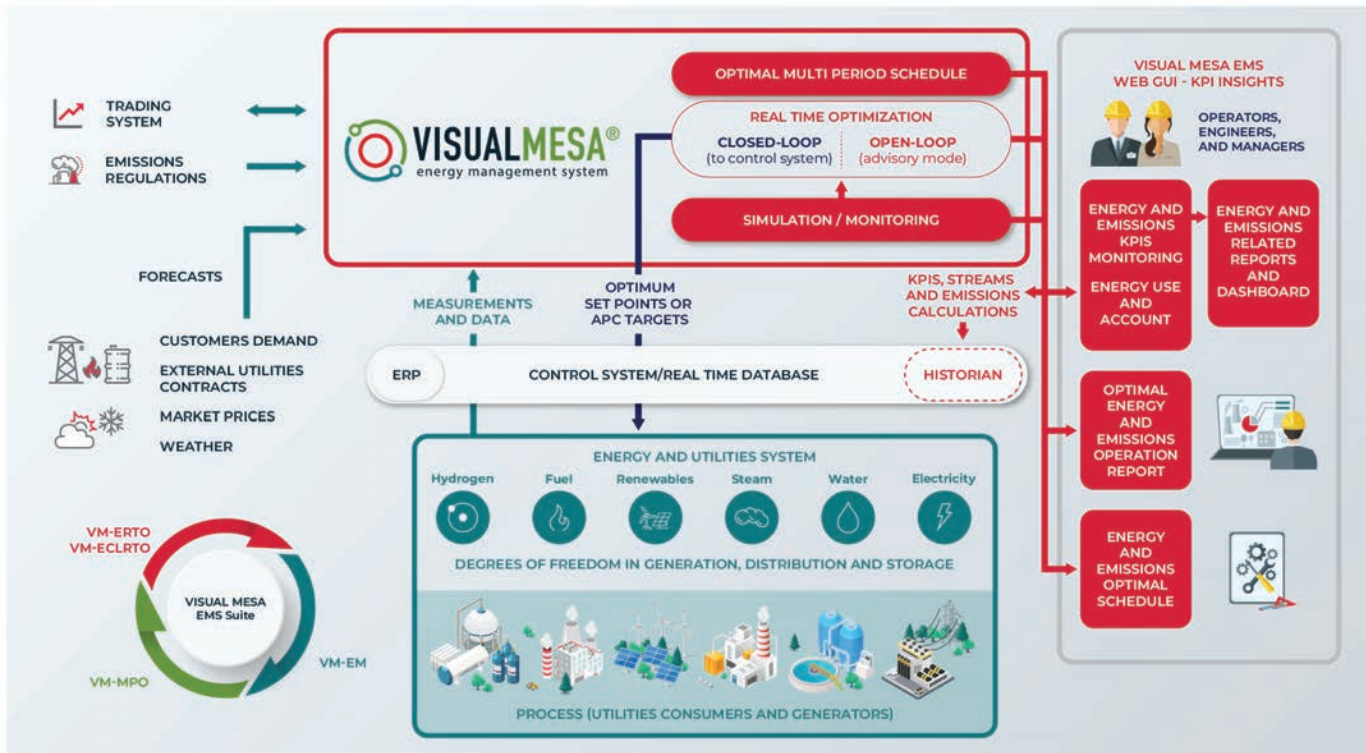 TRADING
SYSTEM
EMISSIONS
REGULATIONS
FORECASTS
CUSTOMERS DEMAND
EXTERNAL UTILITIES
CONTRACTS
MARKET PRICES
WEATHER
VISUALMESA®
energy management system
OPTIMAL MULTI PERIOD SCHEDULE
REAL TIME OPTIMIZATION
CLOSED-LOOP
(to control system)
OPEN-LOOP
(advisory mode)
SIMULATION / MONITORING
MEASUREMENTS
AND DATA
OPTIMUM
SET POINTS OR
APC TARGETS
KPIS, STREAMS
AND EMISSIONS
CALCULATIONS
ERP
CONTROL SYSTEM/REAL TIME DATABASE
HISTORIAN
ENERGY AND UTILITIES SYSTEM
Hydrogen
Fuel
Renewables
Steam
Water
Electricity
DEGREES OF FREEDOM IN GENERATION, DISTRIBUTION AND STORAGE
PROCESS (UTILITIES CONSUMERS AND GENERATORS)
VISUAL MESA EMS
WEB GUI - KPI INSIGHTS
OPERATORS,
ENGINEERS,
AND MANAGERS
ENERGY AND
EMISSIONS
KPIS
MONITORING
ENERGY USE
AND
ACCOUNT
ENERGY AND
EMISSIONS
RELATED
REPORTS
AND
DASHBOARD
OPTIMAL
ENERGY
AND
EMISSIONS
OPERATION
REPORT
ENERGY
AND
EMISSIONS
OPTIMAL
SCHEDULE
VM-ERTO
VM-ECLRTO
VISUAL MESA
EMS Suite
VM-MPO
VM-EM